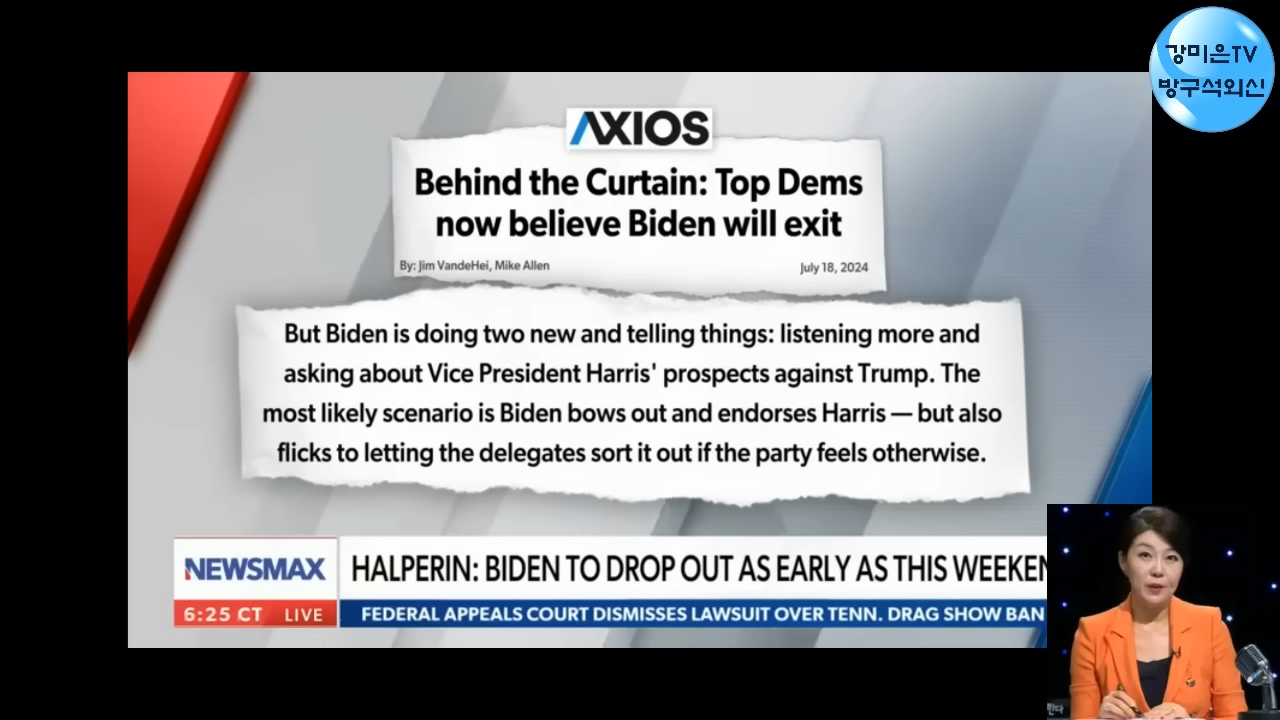 강미은TV
방구석외신
AXIOS
Behind the Curtain: Top Dems
now believe Biden will exit
By: Jim VandeHei, Mike Allen
July 18, 2024
But Biden is doing two new and telling things: listening more and
asking about Vice President Harris' prospects against Trump. The
most likely scenario is Biden bows out and endorses Harris — but also
flicks to letting the delegates sort it out if the party feels otherwise.
NEWSMAX
HALPERIN: BIDEN TO DROP OUT AS EARLY AS THIS WEEKEN
6:25 CT LIVE
FEDERAL APPEALS COURT DISMISSES LAWSUIT OVER TENN. DRAG SHOW BAN